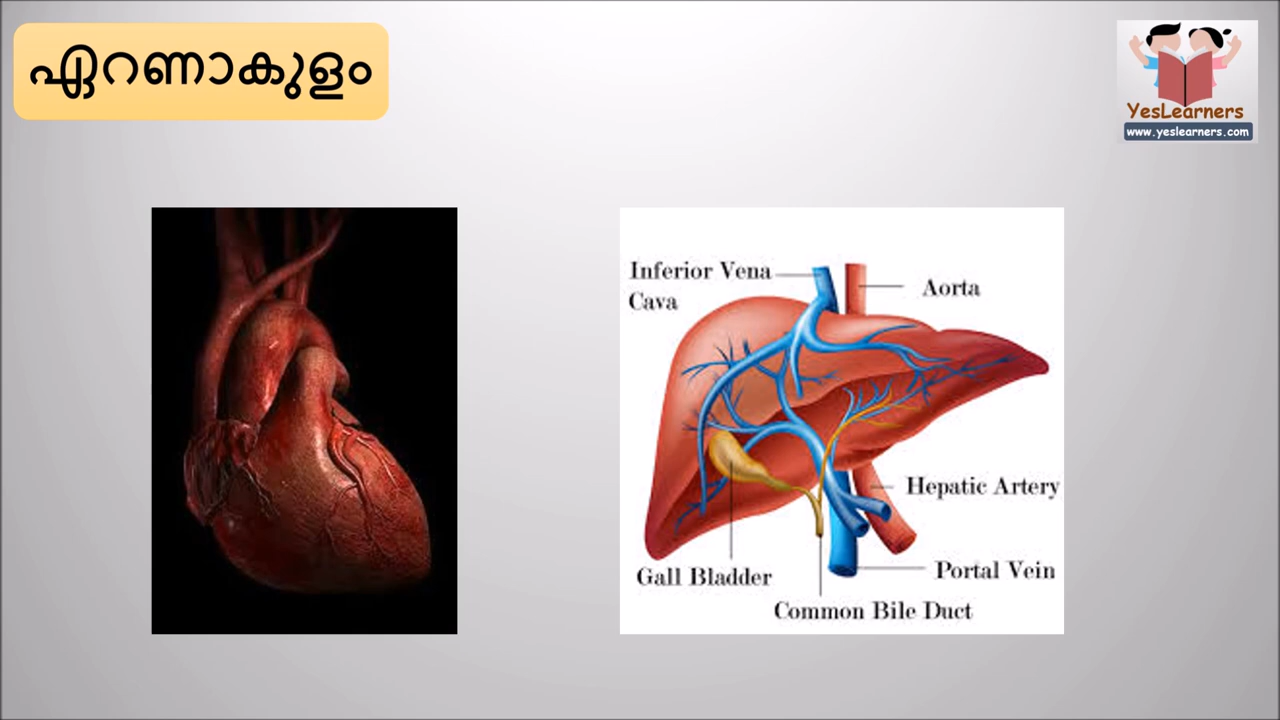 ഏറണാകുളം
YesLearners
www.yeslearners.com
Inferior Vena
Cava
Aorta
Hepatic Artery
Portal Vein
Gall Bladder
Common Bile Duct